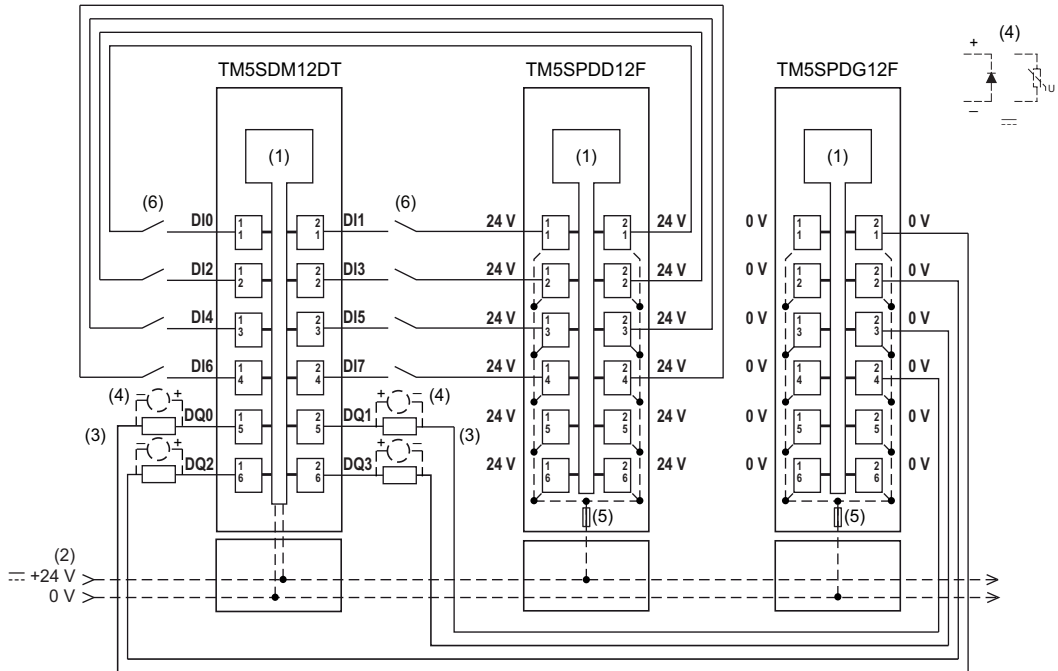 (4)
+
U
−
TM5SDM12DT TM5SPDD12F TM5SPDG12F
(1) (1) (1)
(6) DI0 1 1 2 1 DI1 (6) 24 V 1 1 2 1 24 V 0 V 1 1 2 1 0 V
DI2 1 2 2 2 DI3 24 V 1 2 2 2 24 V 0 V 1 2 2 2 0 V
DI4 1 3 2 3 DI5 24 V 1 3 2 3 24 V 0 V 1 3 2 3 0 V
DI6 1 4 2 4 DI7 24 V 1 4 2 4 24 V 0 V 1 4 2 4 0 V
(4) − + + − (4)
(3) DQ0 1 5 2 5 DQ1 (3) 24 V 1 5 2 5 24 V 0 V 1 5 2 5 0 V
− + + −
DQ2 1 6 2 6 DQ3 24 V 1 6 2 6 24 V 0 V 1 6 2 6 0 V
(5) (5)
(2)
+24 V
0 V